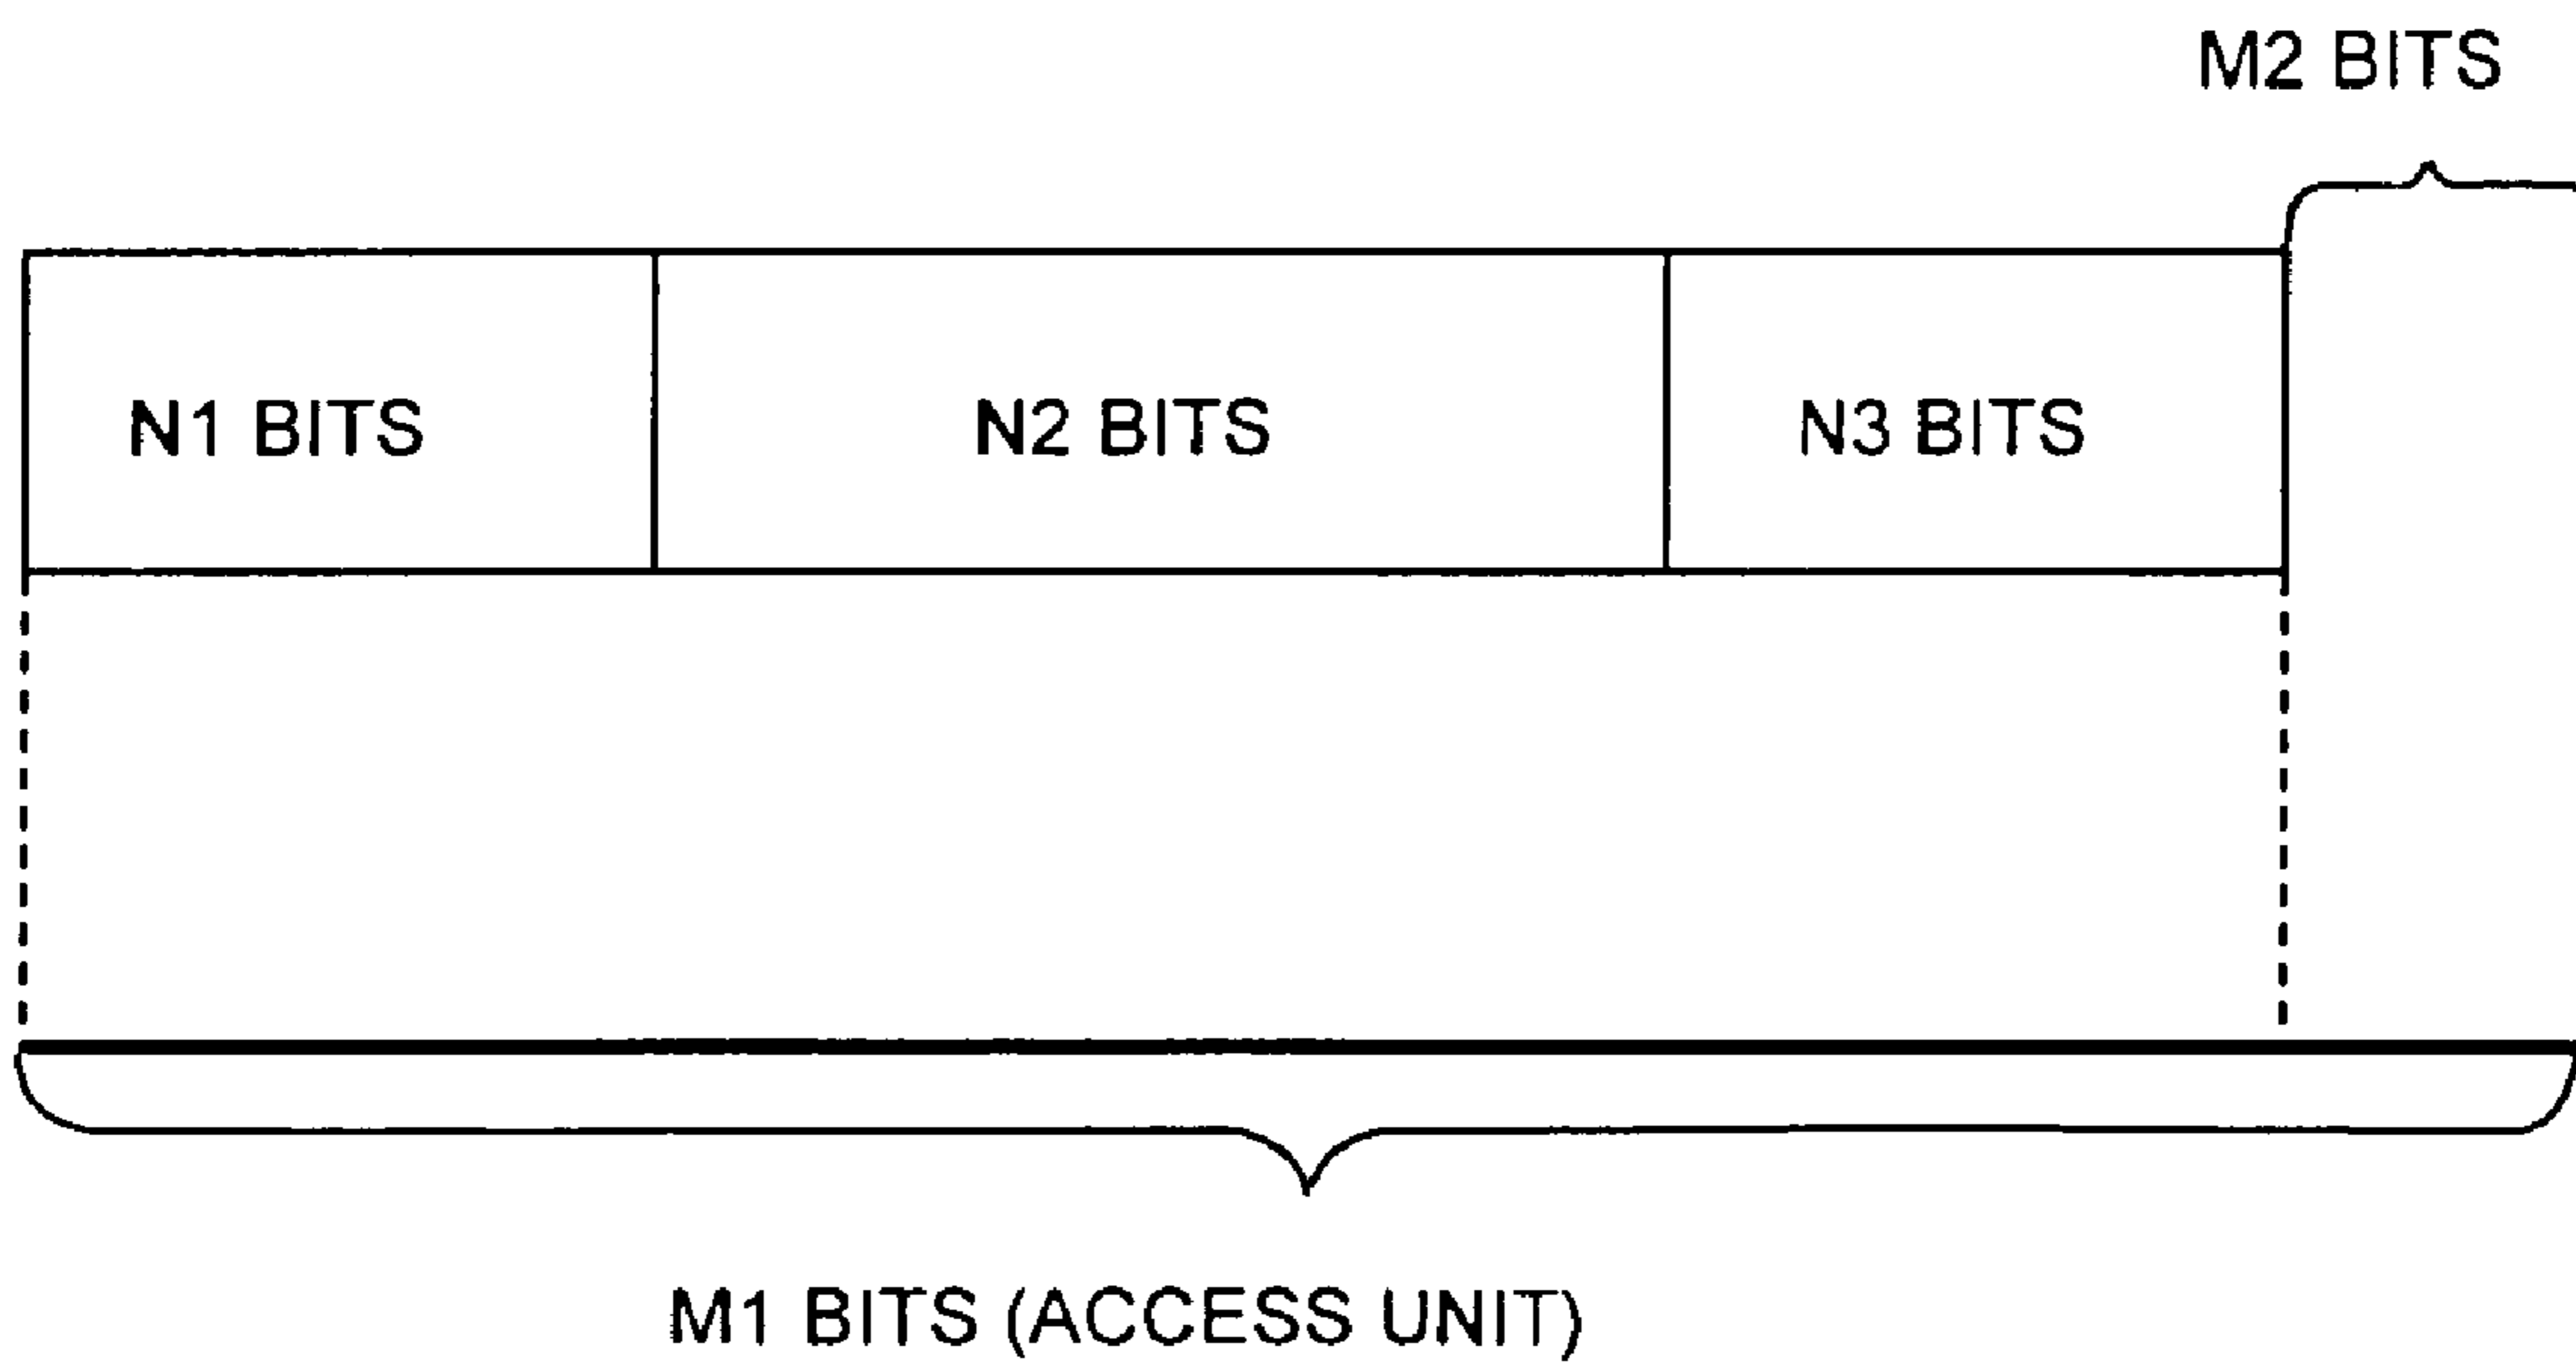 M2 BITS
N1 BITS
N2 BITS
N3 BITS
M1 BITS (ACCESS UNIT)